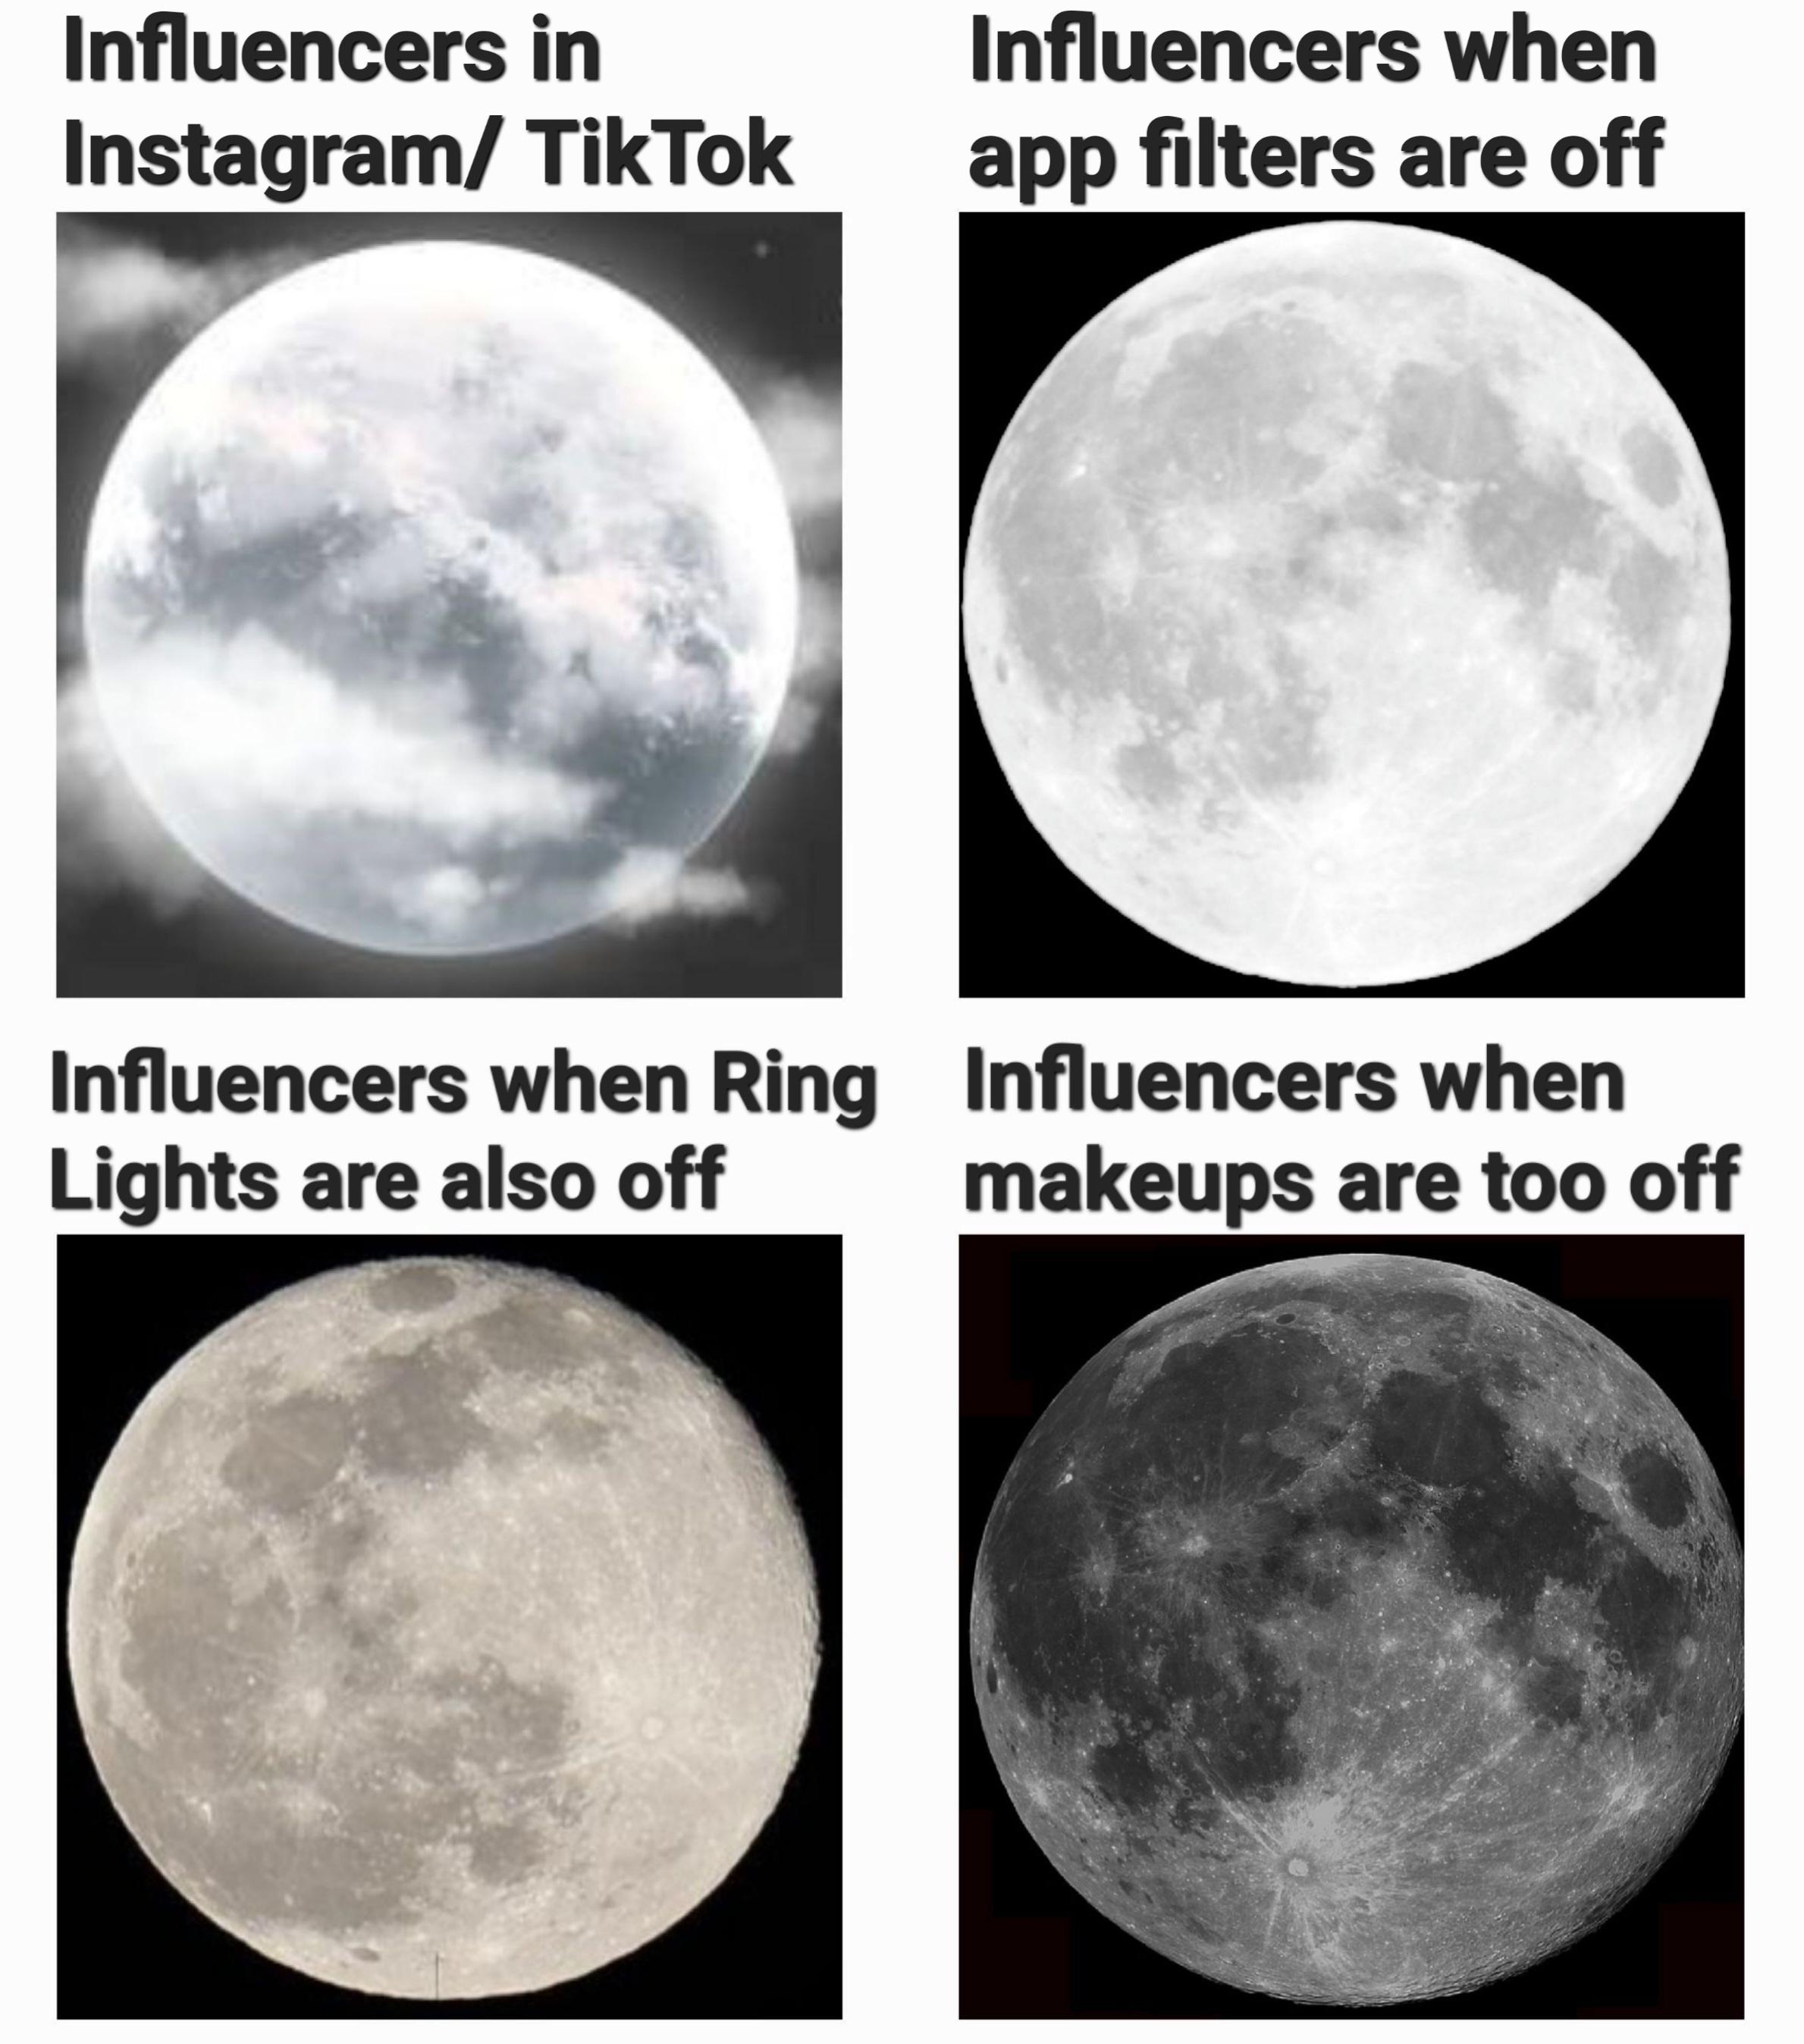 Influencers in
Instagram/ TikTok
Influencers when
app filters are off
Influencers when Ring
Lights are also off
Influencers when
makeups are too off